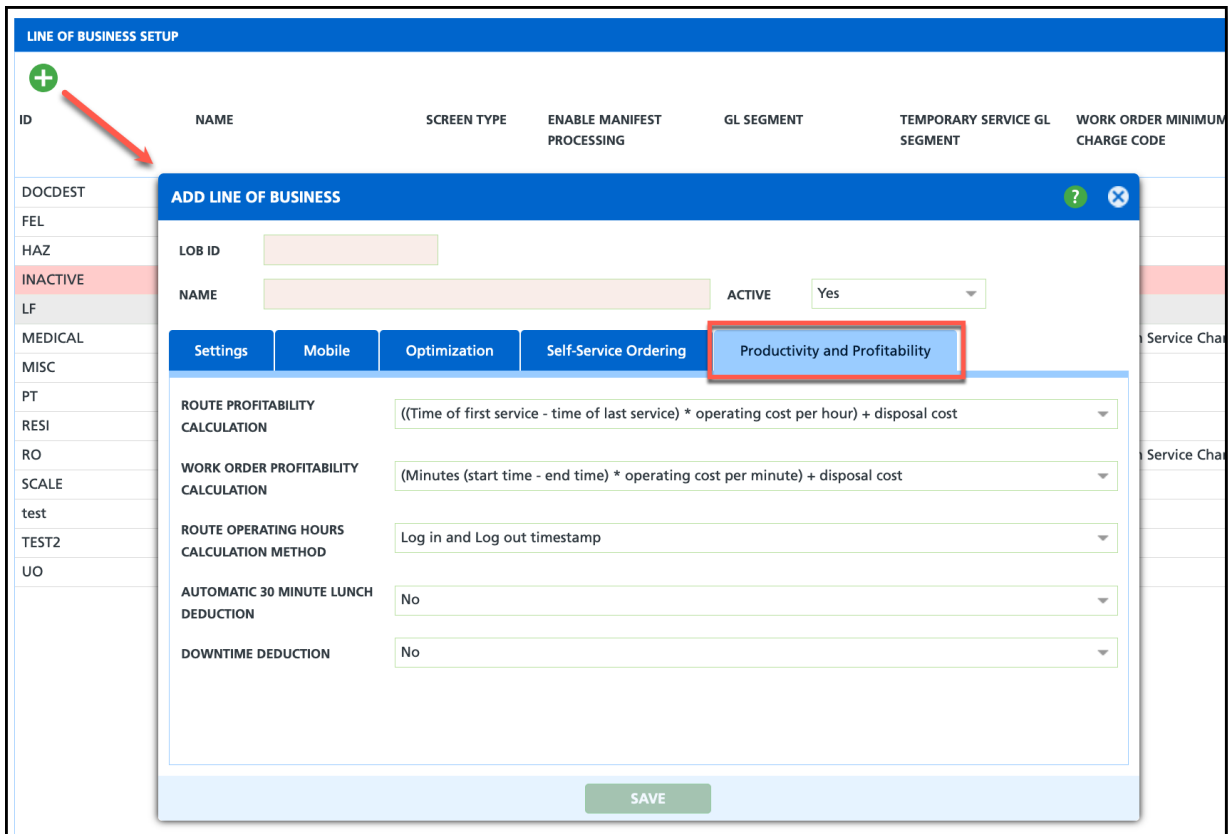 LINE OF BUSINESS SETUP
ID
NAME
SCREEN TYPE
ENABLE MANIFEST
PROCESSING
GL SEGMENT
TEMPORARY SERVICE GL
SEGMENT
WORK ORDER MINIMUM
CHARGE CODE
DOCDEST
FEL
HAZ
INACTIVE
LF
MEDICAL
MISC
PT
RESI
RO
SCALE
test
TEST2
UO
Service Char
Service Char
ADD LINE OF BUSINESS
?
LOB ID
NAME
ACTIVE
Yes
Settings
Mobile
Optimization
Self-Service Ordering
Productivity and Profitability
ROUTE PROFITABILITY
CALCULATION
((Time of first service - time of last service) * operating cost per hour) + disposal cost
WORK ORDER PROFITABILITY
CALCULATION
(Minutes (start time - end time) * operating cost per minute) + disposal cost
ROUTE OPERATING HOURS
CALCULATION METHOD
Log in and Log out timestamp
AUTOMATIC 30 MINUTE LUNCH
DEDUCTION
No
DOWNTIME DEDUCTION
No
SAVE